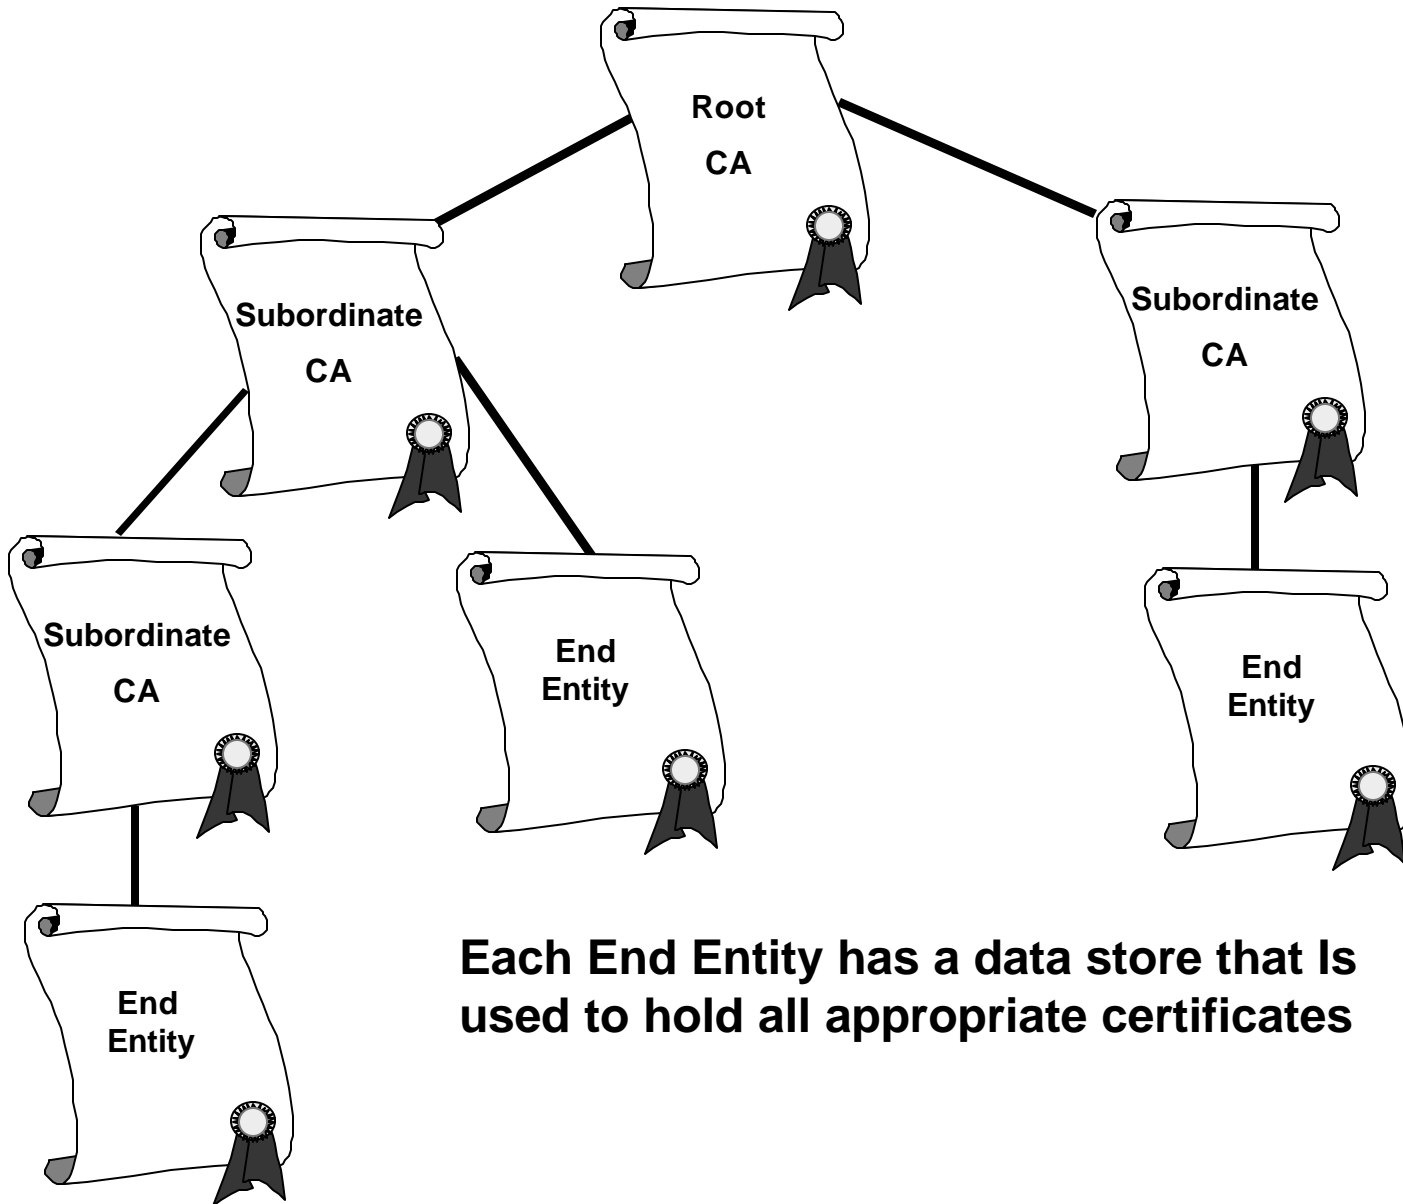 Root
CA
Subordinate
CA
Subordinate
CA
Subordinate
CA
End
Entity
End
Entity
End
Entity
Each End Entity has a data store that Is
used to hold all appropriate certificates